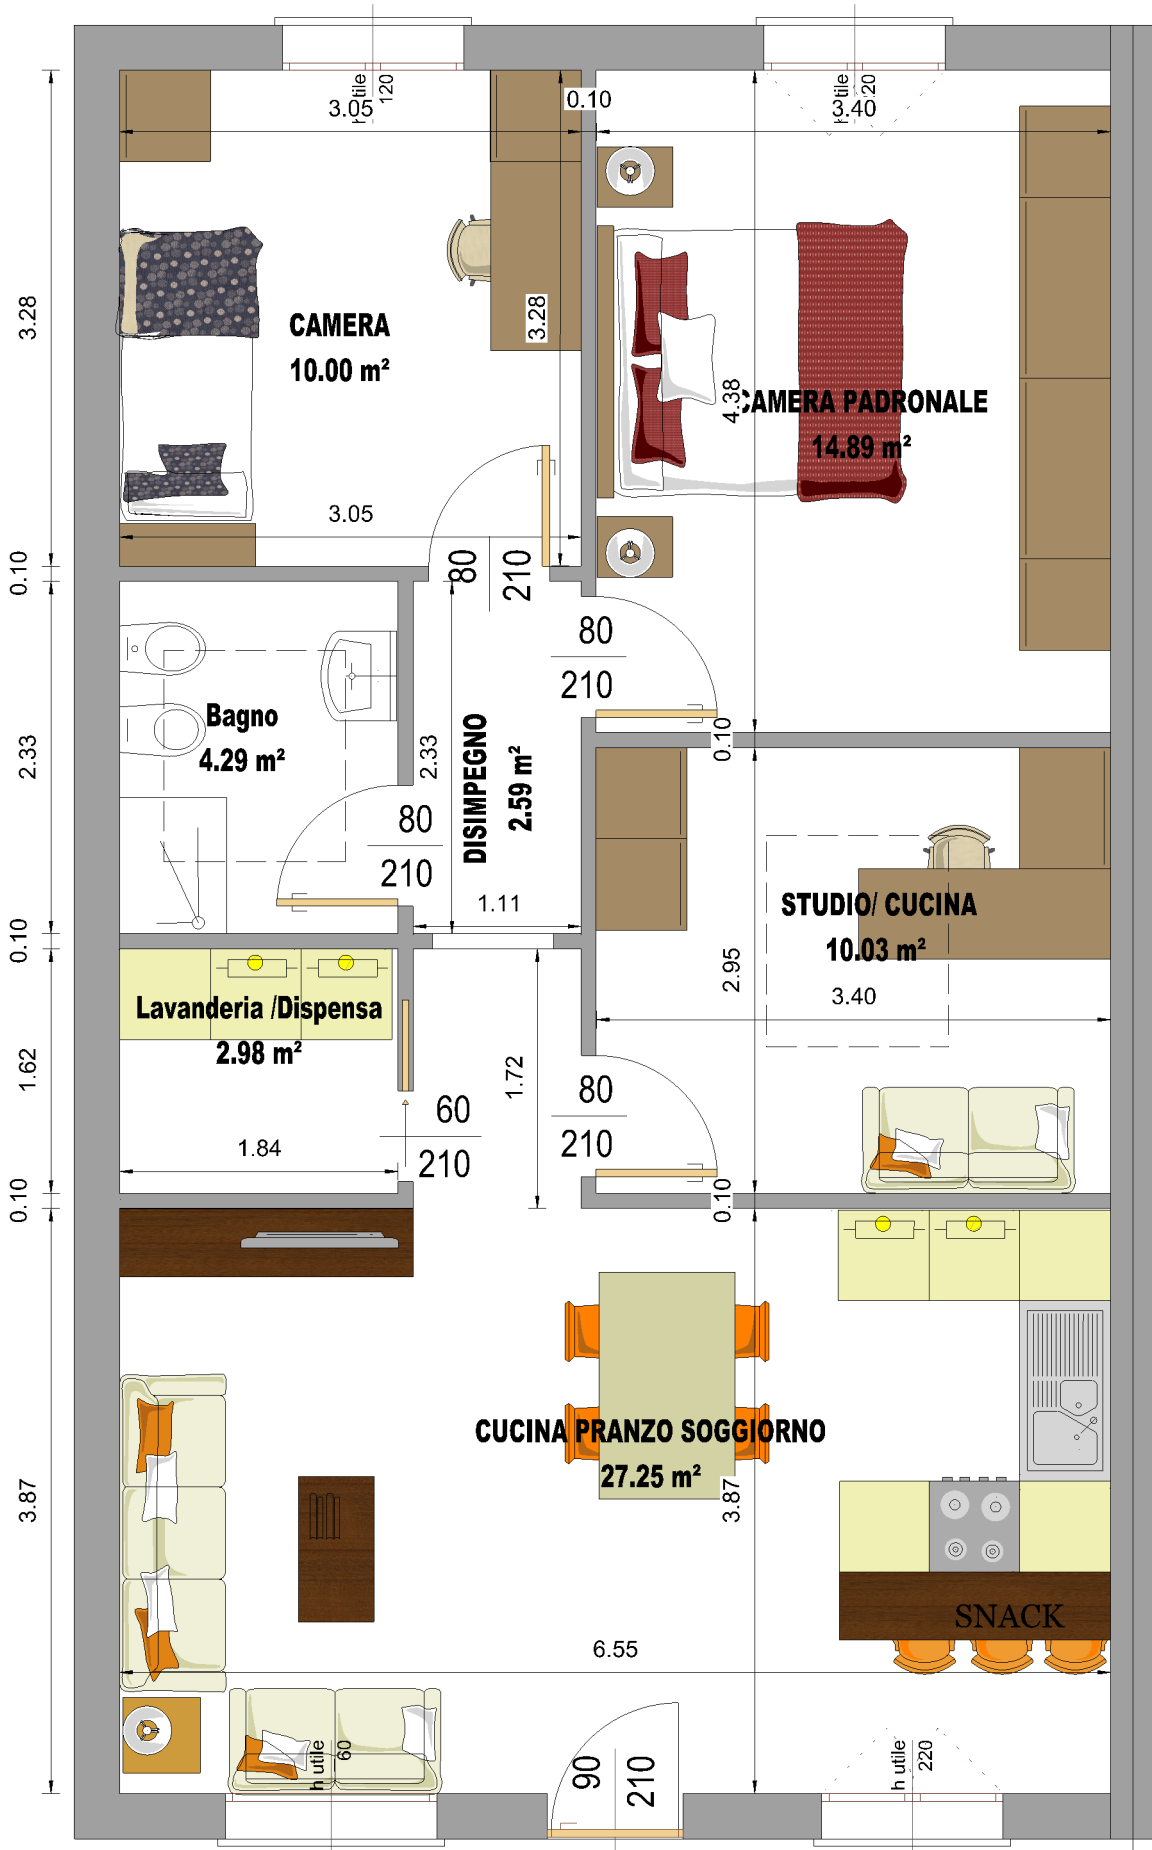 h utile
120
h utile
220
3.05
0.10
3.40
3.28
3.28
CAMERA
10.00 m²
4.38
CAMERA PADRONALE
14.89 m²
3.05
0.10
80
210
80
210
2.33
Bagno
4.29 m²
2.33
DISIMPEGNO
2.59 m²
0.10
80
210
1.11
STUDIO/ CUCINA
10.03 m²
2.95
3.40
0.10
Lavanderia /Dispensa
2.98 m²
1.62
1.72
60
210
80
210
1.84
0.10
0.10
CUCINA PRANZO SOGGIORNO
27.25 m²
3.87
3.87
SNACK
6.55
h utile
60
90
210
h utile
220